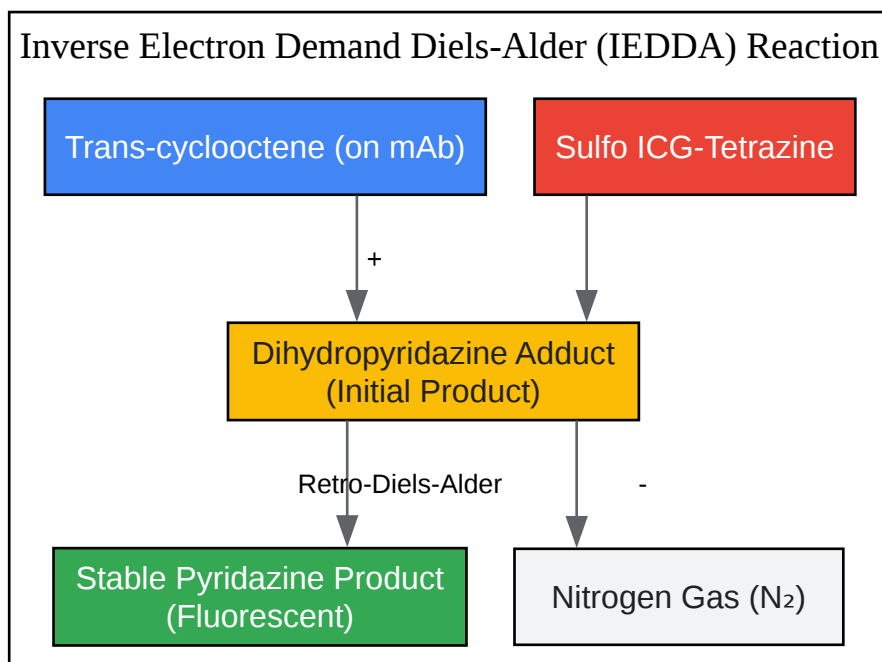 Inverse Electron Demand Diels-Alder (IEDDA) Reaction
Trans-cyclooctene (on mAb)
Sulfo ICG-Tetrazine
+
Dihydropyridazine Adduct
(Initial Product)
Retro-Diels-Alder
-
Stable Pyridazine Product
(Fluorescent)
Nitrogen Gas (N₂)